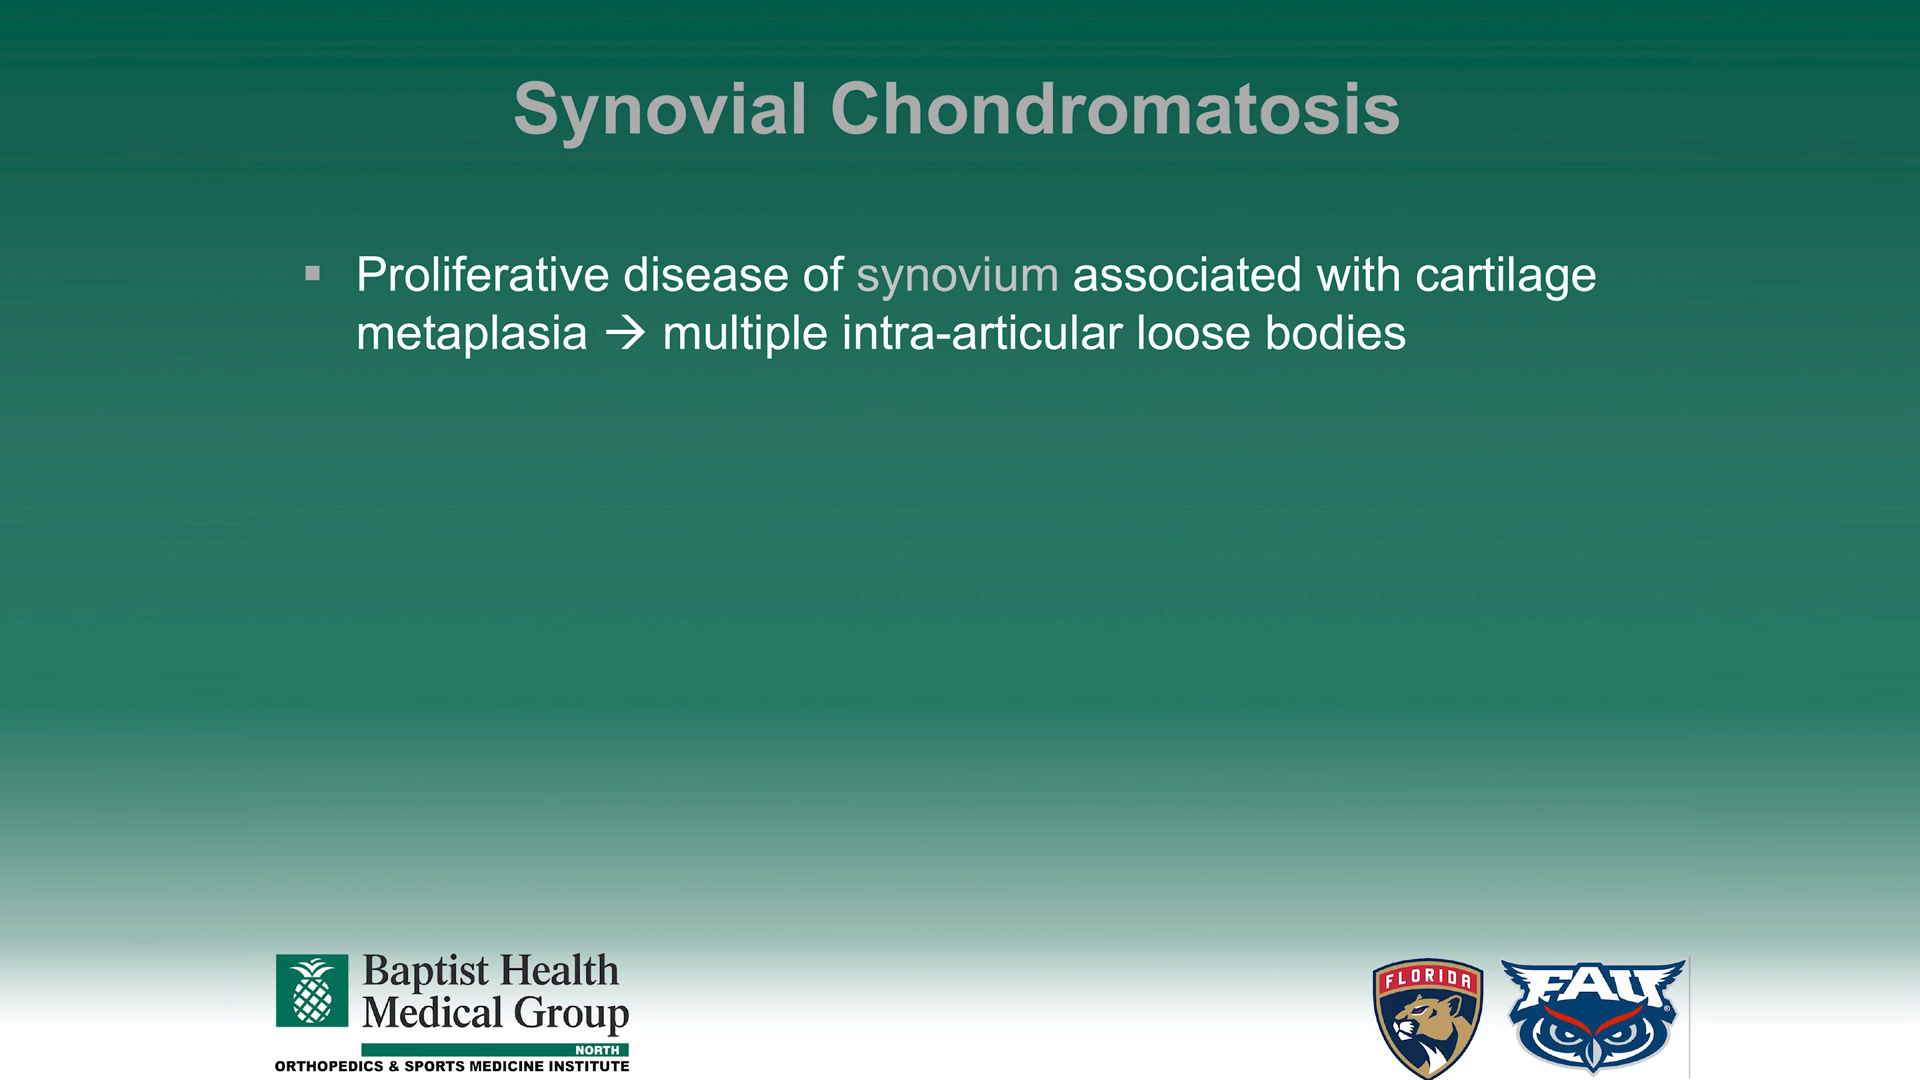 Synovial Chondromatosis
▪ Proliferative disease of synovium associated with cartilage
metaplasia → multiple intra-articular loose bodies
Baptist Health
Medical Group
NORTH
ORTHOPEDICS & SPORTS MEDICINE INSTITUTE
FLORIDA
FAU
®